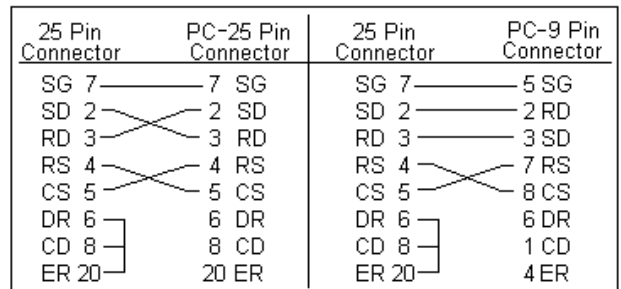 25 Pin PC-25 Pin 25 Pin PC-9 Pin
Connector Connector Connector Connector
SG 7 7 SG SG 7 5 SG
SD 2 2 SD SD 2 2 RD
RD 3 3 RD RD 3 3 SD
RS 4 4 RS RS 4 7 RS
CS 5 5 CS CS 5 8 CS
DR 6 6 DR DR 6 6 DR
CD 8 8 CD CD 8 1 CD
ER 20 20 ER ER 20 4 ER